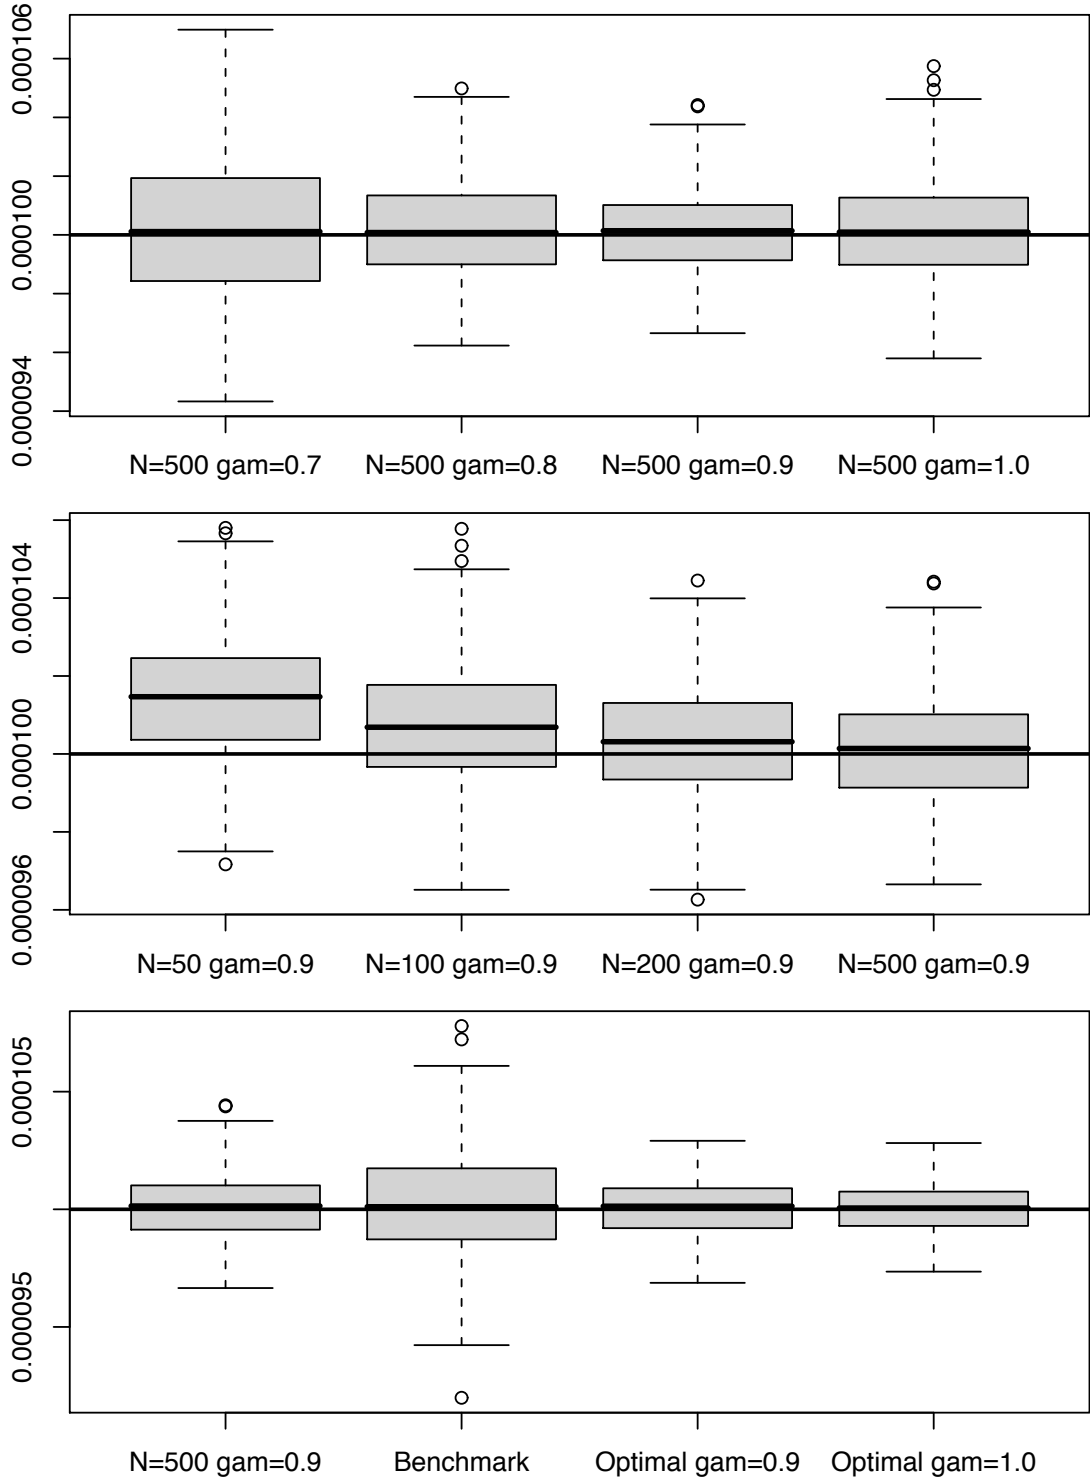 0.000106
0.000100
0.000094
N=500 gam=0.7 N=500 gam=0.8 N=500 gam=0.9 N=500 gam=1.0
0.000104
0.000100
0.000096
N=50 gam=0.9 N=100 gam=0.9 N=200 gam=0.9 N=500 gam=0.9
0.000105
0.000095
N=500 gam=0.9 Benchmark Optimal gam=0.9 Optimal gam=1.0